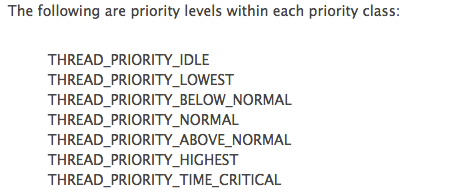 The following are priority levels within each priority class:
THREAD_PRIORITY_IDLE
THREAD_PRIORITY_LOWEST
THREAD_PRIORITY_BELOW_NORMAL
THREAD_PRIORITY_NORMAL
THREAD_PRIORITY_ABOVE_NORMAL
THREAD_PRIORITY_HIGHEST
THREAD_PRIORITY_TIME_CRITICAL